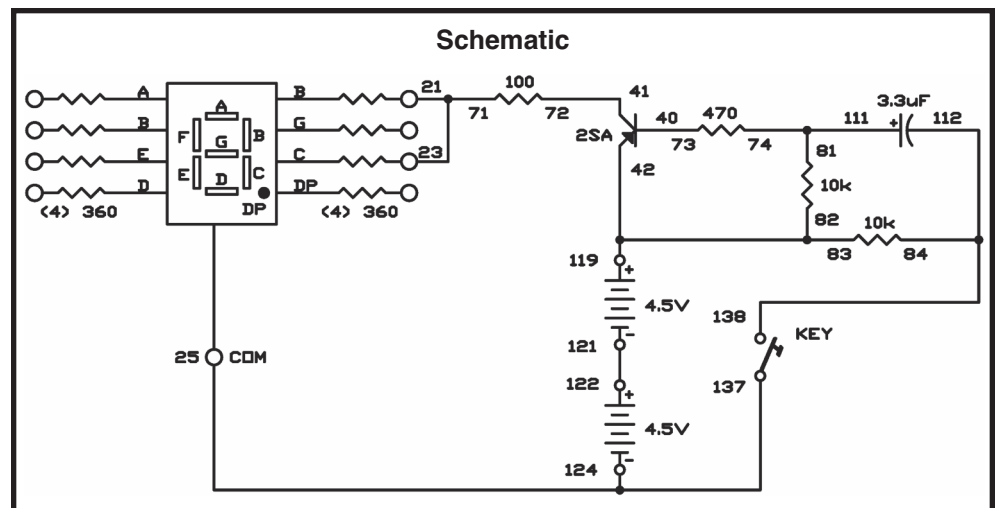 Schematic
A B 21 100 41 3.3uF
71 72 40 470 111 + 112
A
B F B G 2SA 73 74
G 81
E E C C 23 42 10k
D D DP 82 10k
(4) 360 DP (4) 360 83 84
119 +
4.5V 138
- KEY
25 COM 121
122 + 137
4.5V
-
124